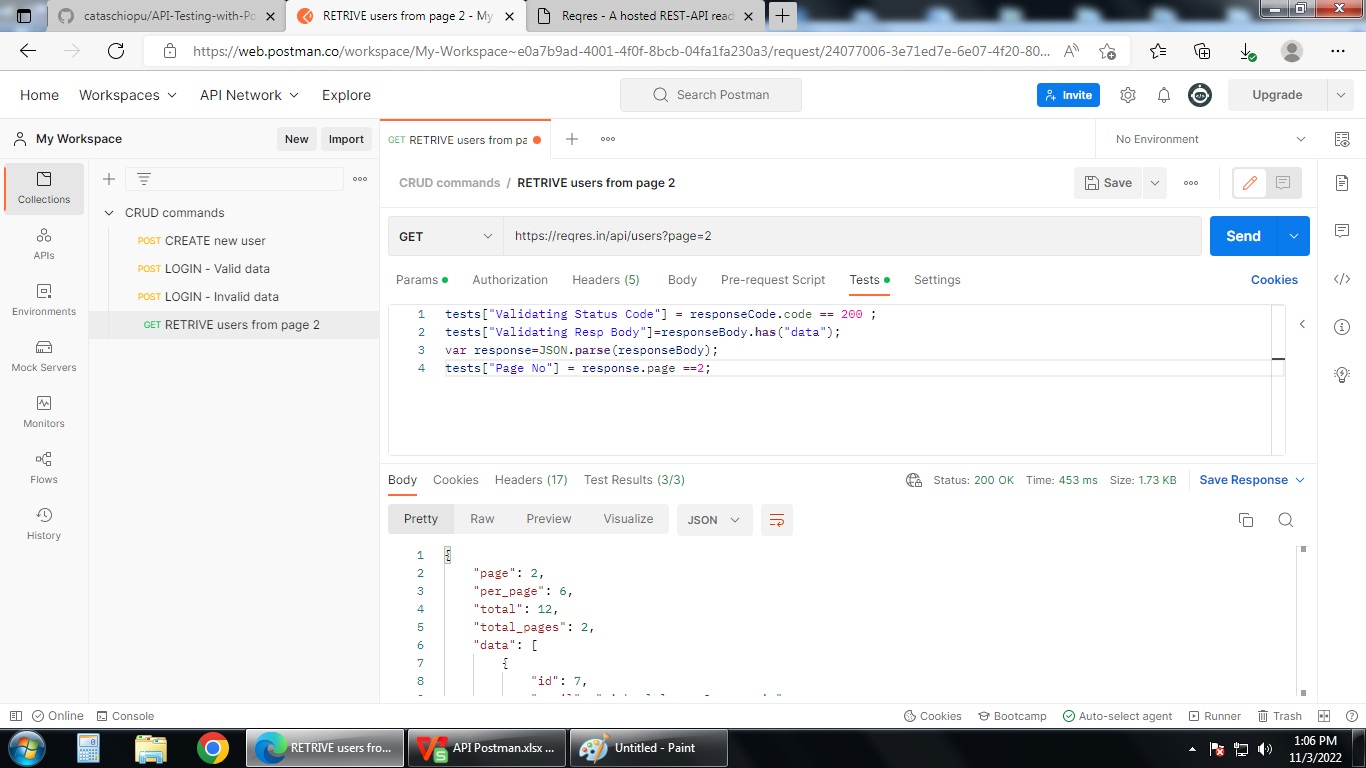 cataschiopu/API-Testing-with-Po
RETRIVE users from page 2 - My
Reqres - A hosted REST-API read
https://web.postman.co/workspace/My-Workspace~e0a7b9ad-4001-4f0f-8bcb-04fa1fa230a3/request/24077006-3e71ed7e-6e07-4f20-80...
Home Workspaces API Network Explore Search Postman Invite Upgrade
My Workspace New Import
GET RETRIVE users from pa No Environment
CRUD commands / RETRIVE users from page 2 Save
Collections
APIs
Environments
Mock Servers
Monitors
Flows
History
CRUD commands
POST CREATE new user
POST LOGIN - Valid data
POST LOGIN - Invalid data
GET RETRIVE users from page 2
GET https://reqres.in/api/users?page=2 Send
Params Authorization Headers (5) Body Pre-request Script Tests Settings Cookies
1 tests["Validating Status Code"] = responseCode.code == 200 ;
2 tests["Validating Resp Body"]=responseBody.has("data");
3 var response=JSON.parse(responseBody);
4 tests["Page No"] = response.page ==2;
Body Cookies Headers (17) Test Results (3/3) Status: 200 OK Time: 453 ms Size: 1.73 KB Save Response
Pretty Raw Preview Visualize JSON
1 {
2 "page": 2,
3 "per_page": 6,
4 "total": 12,
5 "total_pages": 2,
6 "data": [
7 {
8 "id": 7,
Online Console Cookies Bootcamp Auto-select agent Runner Trash
RETRIVE users fro... API Postman.xlsx ... Untitled - Paint
1:06 PM
11/3/2022